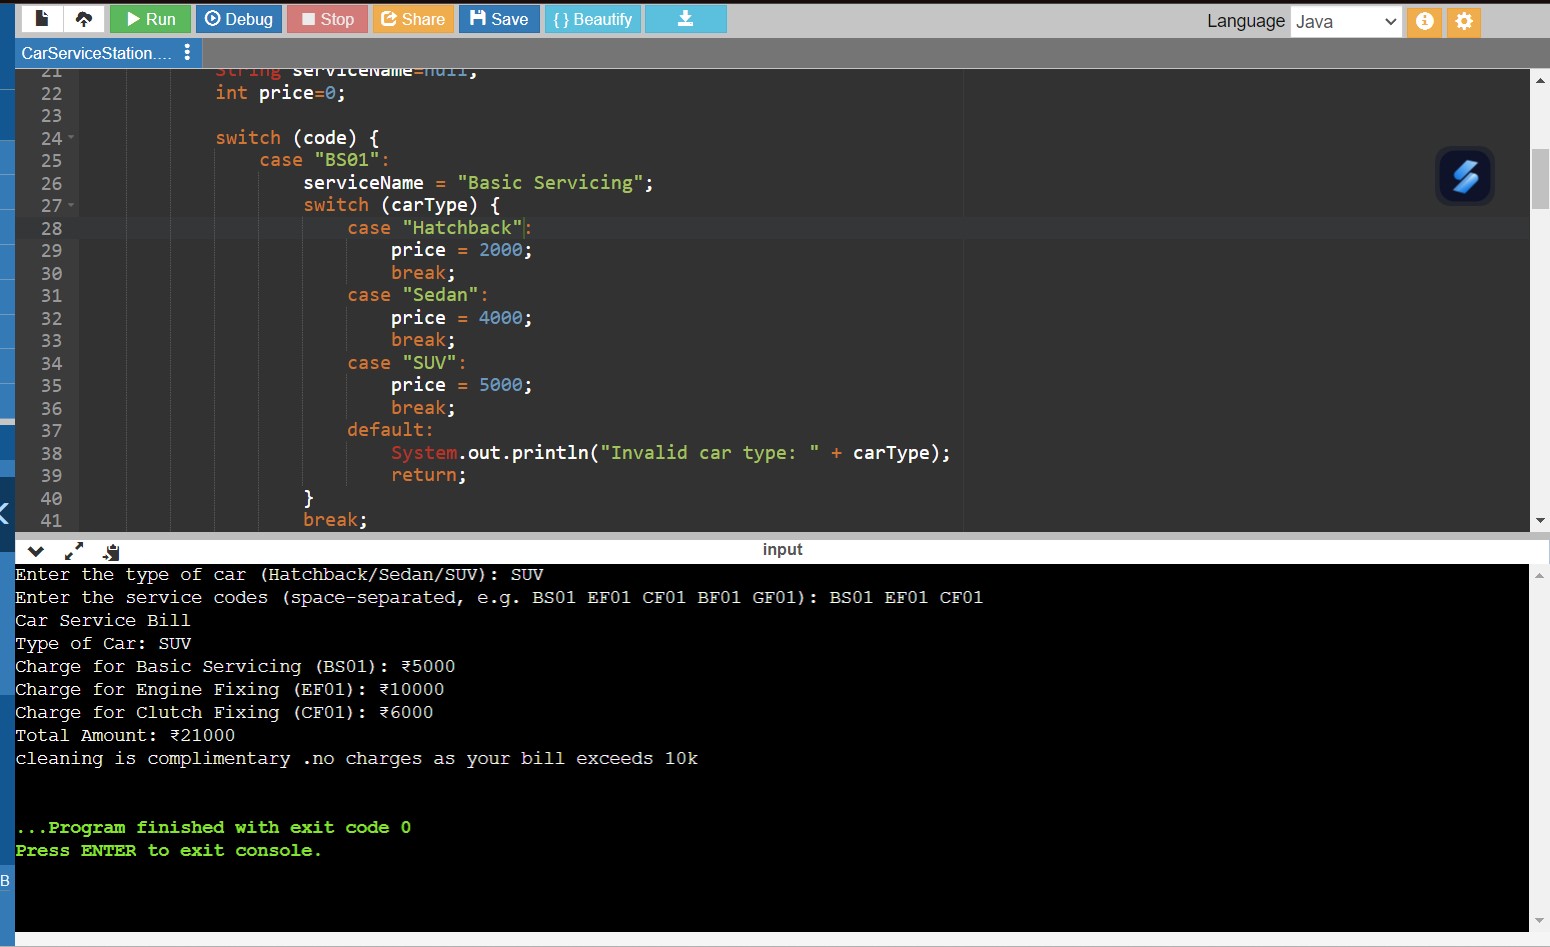 Run Debug Stop Share Save { } Beautify Language Java
CarServiceStation....
21 String serviceName=null;
22 int price=0;
23
24 switch (code) {
25 case "BS01":
26 serviceName = "Basic Servicing";
27 switch (carType) {
28 case "Hatchback":
29 price = 2000;
30 break;
31 case "Sedan":
32 price = 4000;
33 break;
34 case "SUV":
35 price = 5000;
36 break;
37 default:
38 System.out.println("Invalid car type: " + carType);
39 return;
40 }
41 break;
input
Enter the type of car (Hatchback/Sedan/SUV): SUV
Enter the service codes (space-separated, e.g. BS01 EF01 CF01 BF01 GF01): BS01 EF01 CF01
Car Service Bill
Type of Car: SUV
Charge for Basic Servicing (BS01): ₹5000
Charge for Engine Fixing (EF01): ₹10000
Charge for Clutch Fixing (CF01): ₹6000
Total Amount: ₹21000
cleaning is complimentary .no charges as your bill exceeds 10k
...Program finished with exit code 0
Press ENTER to exit console.
B